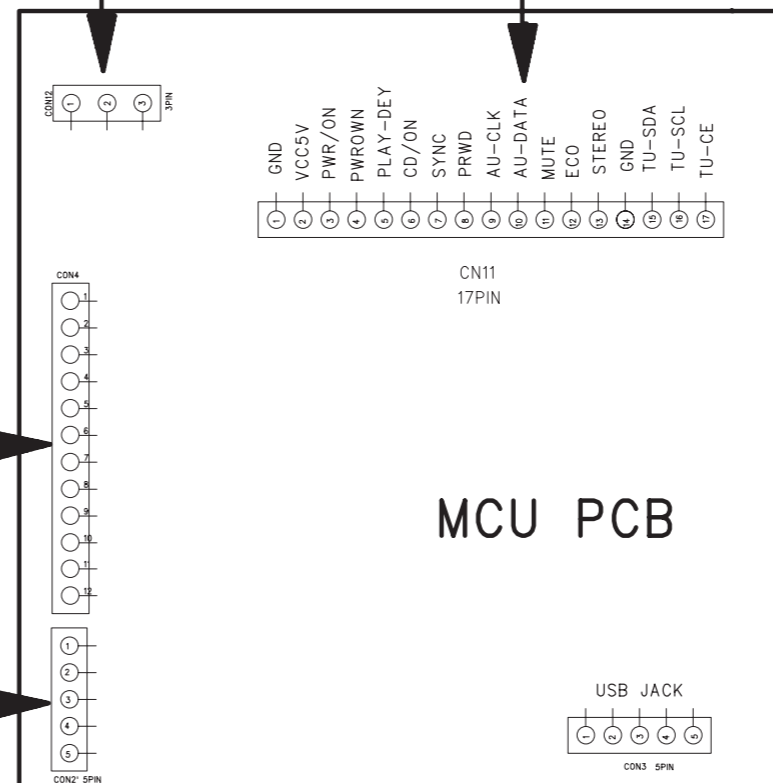 CON12
1 2 3
3PIN
GND
VCC5V
PWR/ON
PWROWN
PLAY-DEY
CD/ON
SYNC
PRWD
AU-CLK
AU-DATA
MUTE
ECO
STEREO
GND
TU-SDA
TU-SCL
TU-CE
1 2 3 4 5 6 7 8 9 10 11 12 13 14 15 16 17
CN11
17PIN
CON4
1
2
3
4
5
6
7
8
9
10
11
12
MCU PCB
1
2
3
4
5
CON2' 5PIN
USB JACK
1 2 3 4 5
CON3 5PIN